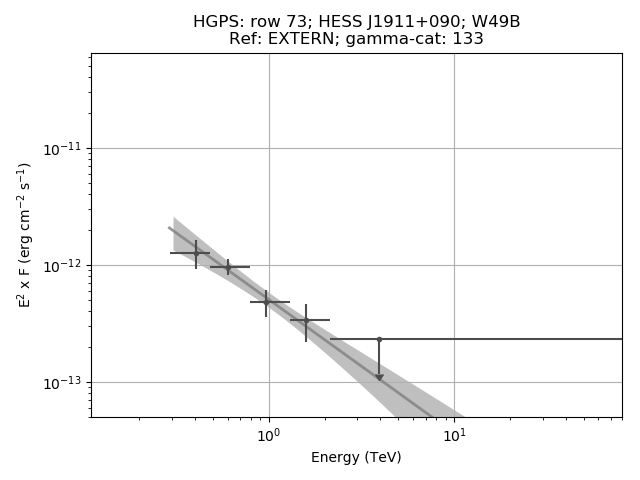 HGPS: row 73; HESS J1911+090; W49B
Ref: EXTERN; gamma-cat: 133
E² x F (erg cm⁻² s⁻¹)
10⁻¹¹
10⁻¹²
10⁻¹³
10⁰ 10¹
Energy (TeV)